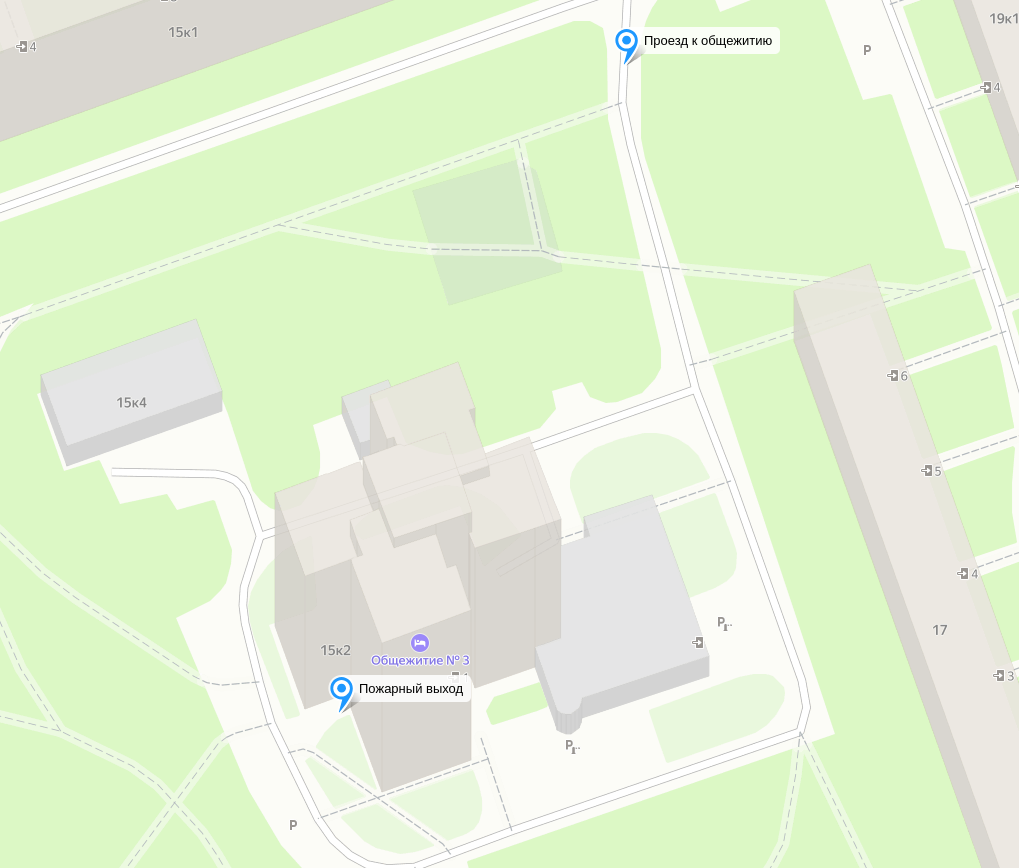 15к1
19к1
4
Проезд к общежитию
P
4
6
15к4
5
4
P
17
15к2
Общежитие № 3
3
Пожарный выход
P
P